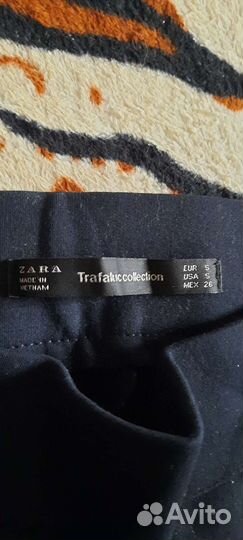 ZARA
MADE IN
VIETNAM
Trafaluccollection
EUR S
USA S
MEX 26
Avito